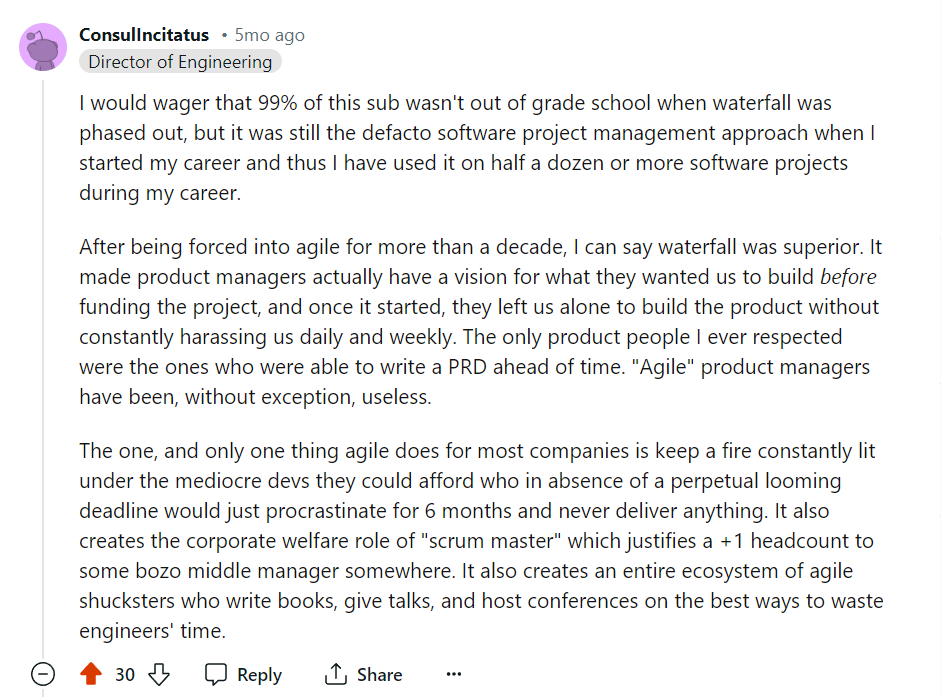 ConsulIncitatus • 5mo ago
Director of Engineering
I would wager that 99% of this sub wasn't out of grade school when waterfall was
phased out, but it was still the defacto software project management approach when I
started my career and thus I have used it on half a dozen or more software projects
during my career.
After being forced into agile for more than a decade, I can say waterfall was superior. It
made product managers actually have a vision for what they wanted us to build before
funding the project, and once it started, they left us alone to build the product without
constantly harassing us daily and weekly. The only product people I ever respected
were the ones who were able to write a PRD ahead of time. "Agile" product managers
have been, without exception, useless.
The one, and only one thing agile does for most companies is keep a fire constantly lit
under the mediocre devs they could afford who in absence of a perpetual looming
deadline would just procrastinate for 6 months and never deliver anything. It also
creates the corporate welfare role of "scrum master" which justifies a +1 headcount to
some bozo middle manager somewhere. It also creates an entire ecosystem of agile
shucksters who write books, give talks, and host conferences on the best ways to waste
engineers' time.
30 Reply Share ...